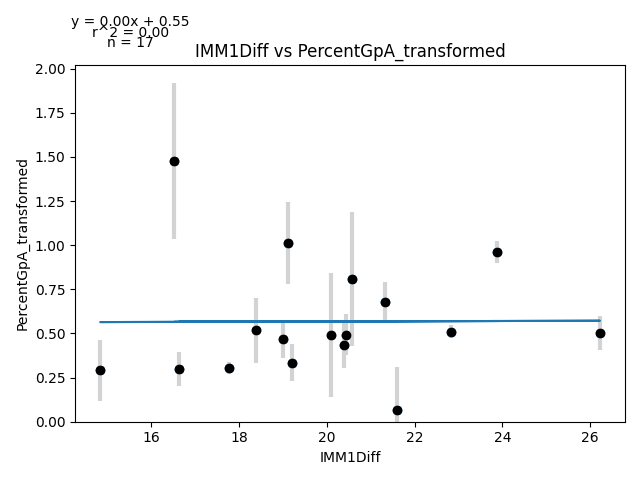 y = 0.00x + 0.55
r^2 = 0.00
n = 17
IMM1Diff vs PercentGpA_transformed
2.00
1.75
1.50
1.25
1.00
0.75
0.50
0.25
0.00
PercentGpA_transformed
16 18 20 22 24 26
IMM1Diff